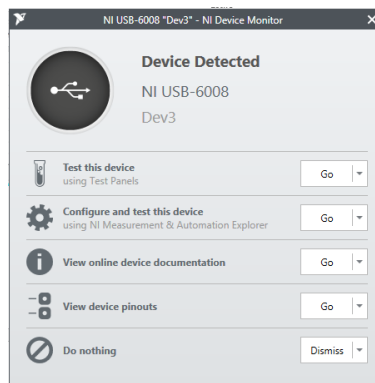 NI USB-6008 "Dev3" - NI Device Monitor
Device Detected
NI USB-6008
Dev3
Test this device
using Test Panels
Go
Configure and test this device
using NI Measurement & Automation Explorer
Go
View online device documentation
Go
View device pinouts
Go
Do nothing
Dismiss